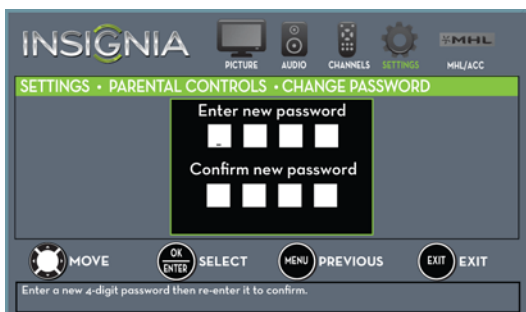 INSIGNIA
PICTURE AUDIO CHANNELS SETTINGS MHL/ACC
MHL
SETTINGS • PARENTAL CONTROLS • CHANGE PASSWORD
Enter new password
Confirm new password
MOVE OK ENTER SELECT MENU PREVIOUS EXIT EXIT
Enter a new 4-digit password then re-enter it to confirm.